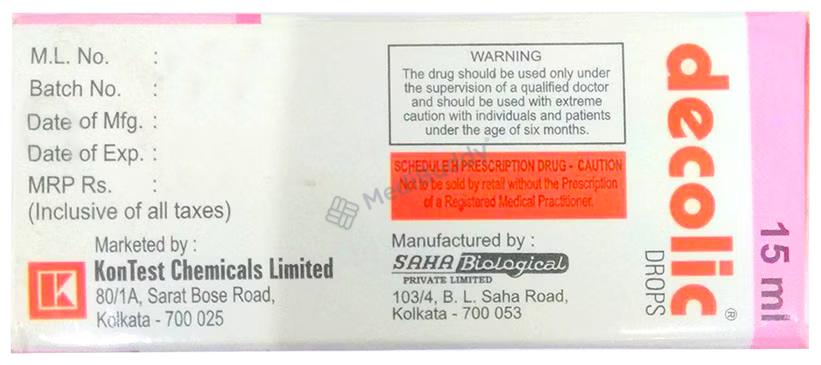 M.L. No. :
Batch No. :
Date of Mfg. :
Date of Exp. :
MRP Rs. :
(Inclusive of all taxes)
Marketed by :
KonTest Chemicals Limited
80/1A, Sarat Bose Road,
Kolkata - 700 025
WARNING
The drug should be used only under
the supervision of a qualified doctor
and should be used with extreme
caution with individuals and patients
under the age of six months.
SCHEDULE H PRESCRIPTION DRUG - CAUTION
Not to be sold by retail without the Prescription
of a Registered Medical Practitioner.
Manufactured by :
SAHA Biological
PRIVATE LIMITED
103/4, B. L. Saha Road,
Kolkata - 700 053
decolic®
DROPS
15 ml
MediBuddy